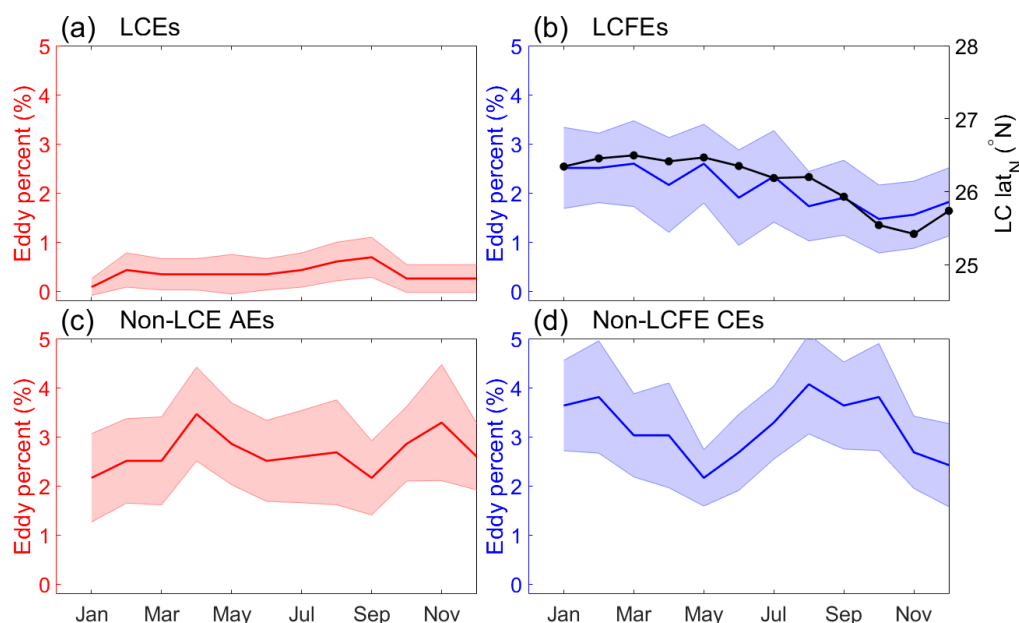 (a) LCEs
5
4
3
2
1
0
Eddy percent (%)
(b) LCFEs
5
4
3
2
1
0
Eddy percent (%)
28
27
26
25
LC lat_N (°N)
(c) Non-LCE AEs
5
4
3
2
1
0
Eddy percent (%)
Jan Mar May Jul Sep Nov
(d) Non-LCFE CEs
5
4
3
2
1
0
Eddy percent (%)
Jan Mar May Jul Sep Nov